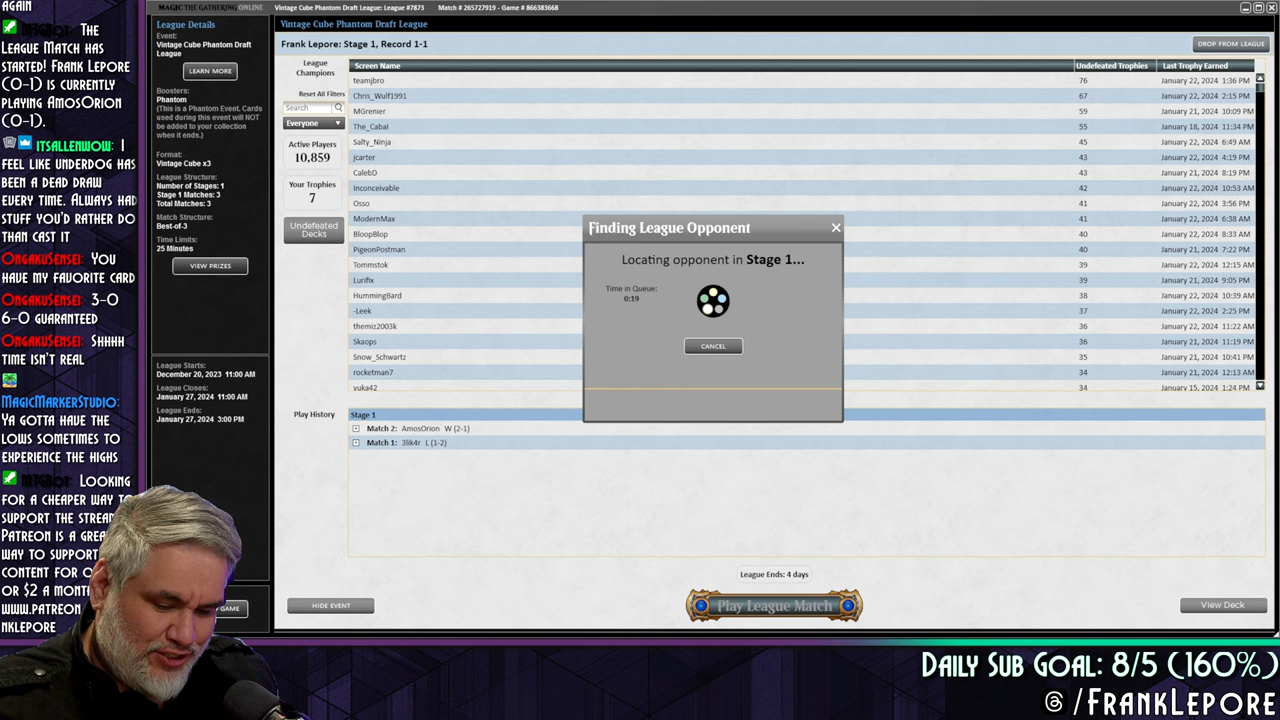 again
MTGBot: The
League Match has
started! Frank Lepore
(0-1) is currently
playing AmosOrion
(0-1).
itsallenwow: I
feel like underdog has
been a dead draw
every time. Always had
stuff you'd rather do
than cast it
OngakuSensei: You
have my favorite card
OngakuSensei: 3-0
6-0 guaranteed
OngakuSensei: Shhhh
time isn't real
MagicMarkerStudio:
Ya gotta have the
lows sometimes to
experience the highs
MTGBot: Looking
for a cheaper way to
support the stream
Patreon is a grea
way to support
content for
or $2 a mont
www.patreon
nklepore
MAGIC THE GATHERING ONLINE
Vintage Cube Phantom Draft League: League #7873 Match # 265727919 - Game # 866383668
League Details
Event:
Vintage Cube Phantom Draft
League
LEARN MORE
Boosters:
Phantom
(This is a Phantom Event. Cards
used during this event will NOT
be added to your collection
when it ends.)
Format:
Vintage Cube x3
League Structure:
Number of Stages: 1
Stage 1 Matches: 3
Total Matches: 3
Match Structure:
Best-of-3
Time Limits:
25 Minutes
VIEW PRIZES
League Starts:
December 20, 2023 11:00 AM
League Closes:
January 27, 2024 11:00 AM
League Ends:
January 27, 2024 3:00 PM
GAME
Vintage Cube Phantom Draft League
Frank Lepore: Stage 1, Record 1-1
DROP FROM LEAGUE
League
Champions
Reset All Filters
Search
Everyone
Active Players
10,859
Your Trophies
7
Undefeated
Decks
Screen Name Undefeated Trophies Last Trophy Earned
teamjbro 76 January 22, 2024 1:36 PM
Chris_Wulf1991 67 January 22, 2024 2:15 PM
MGrenier 59 January 21, 2024 10:09 PM
The_Cabal 55 January 18, 2024 11:34 PM
Salty_Ninja 45 January 22, 2024 6:49 AM
jcarter 43 January 22, 2024 4:19 PM
CalebD 43 January 21, 2024 8:19 PM
Inconceivable 42 January 22, 2024 10:53 AM
Osso 41 January 22, 2024 3:56 PM
ModernMax 41 January 22, 2024 6:38 AM
BloopBlop 40 January 22, 2024 8:33 AM
PigeonPostman 40 January 21, 2024 7:22 PM
Tommstok 39 January 22, 2024 12:15 AM
Lurifix 39 January 21, 2024 9:05 PM
HummingBard 38 January 22, 2024 10:39 AM
-Leek 37 January 22, 2024 2:25 PM
themiz2003k 36 January 22, 2024 11:22 AM
Skaops 36 January 21, 2024 11:19 PM
Snow_Schwartz 35 January 21, 2024 10:41 PM
rocketman7 34 January 21, 2024 12:13 AM
vuka42 34 January 15, 2024 1:24 PM
Finding League Opponent
Locating opponent in Stage 1...
Time in Queue:
0:19
CANCEL
Play History
Stage 1
Match 2: AmosOrion W (2-1)
Match 1: 3lik4r L (1-2)
League Ends: 4 days
HIDE EVENT
Play League Match
View Deck
Daily Sub Goal: 8/5 (160%)
@/FrankLepore